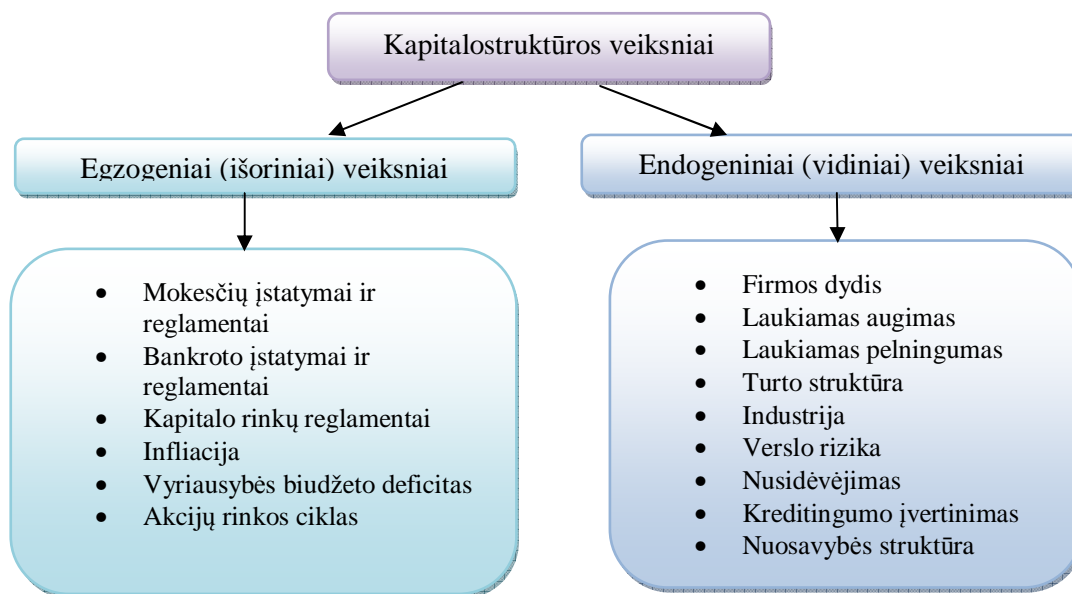 Kapitalostruktūros veiksniai
Egzogeniai (išoriniai) veiksniai
Endogeniniai (vidiniai) veiksniai
• Mokesčių įstatymai ir
reglamentai
• Bankroto įstatymai ir
reglamentai
• Kapitalo rinkų reglamentai
• Infliacija
• Vyriausybės biudžeto deficitas
• Akcijų rinkos ciklas
• Firmos dydis
• Laukiamas augimas
• Laukiamas pelningumas
• Turto struktūra
• Industrija
• Verslo rizika
• Nusidėvėjimas
• Kreditingumo įvertinimas
• Nuosavybės struktūra